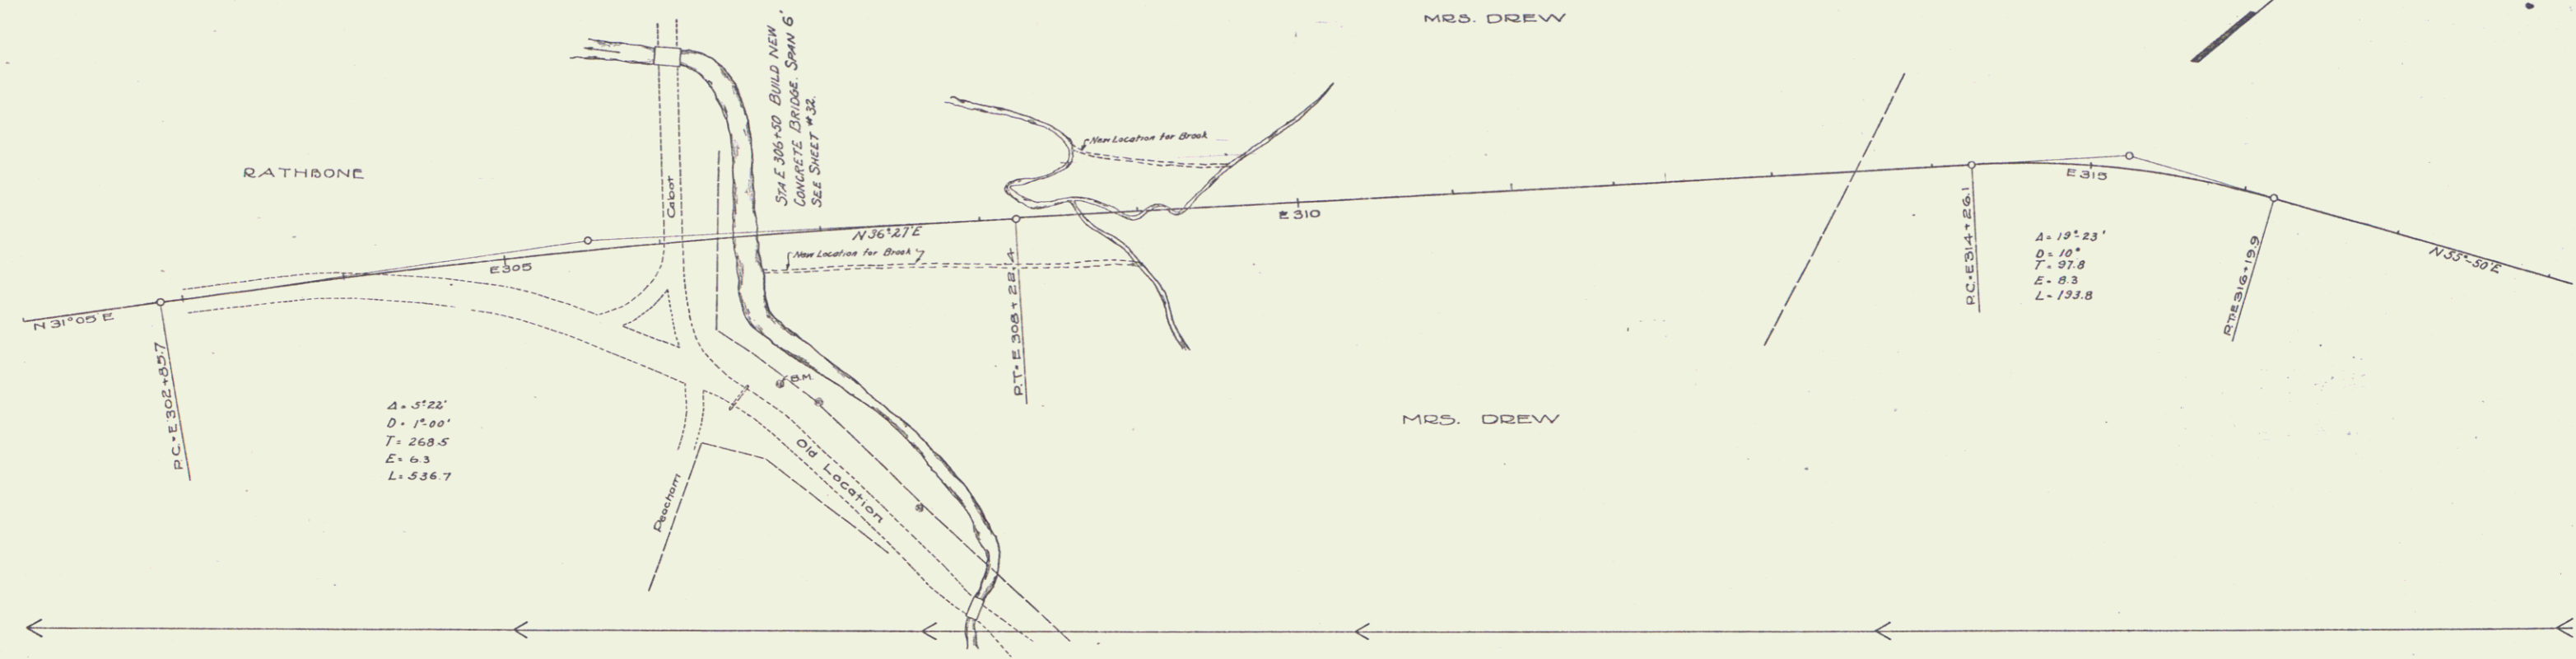 MRS. DREW
STA E 306+50 BUILD NEW
CONCRETE BRIDGE. SPAN 6'
SEE SHEET #32.
New Location for Brook
RATHBONE
Cabot
E 315
E 310
N 36°27'E
New Location for Brook
E 305
N 31°05 E
N 55°-50'E
P.C.=E 302+85.7
P.T.= E 308+22.4
P.C.=E 314+26.1
P.T.=E 316+19.9
Δ= 19°-23'
D= 10°
T= 97.8
E= 8.3
L= 193.8
B.M.
Δ= 5°22'
D= 1°-00'
T= 268.5
E= 6.3
L= 536.7
MRS. DREW
Old Location
Peacham